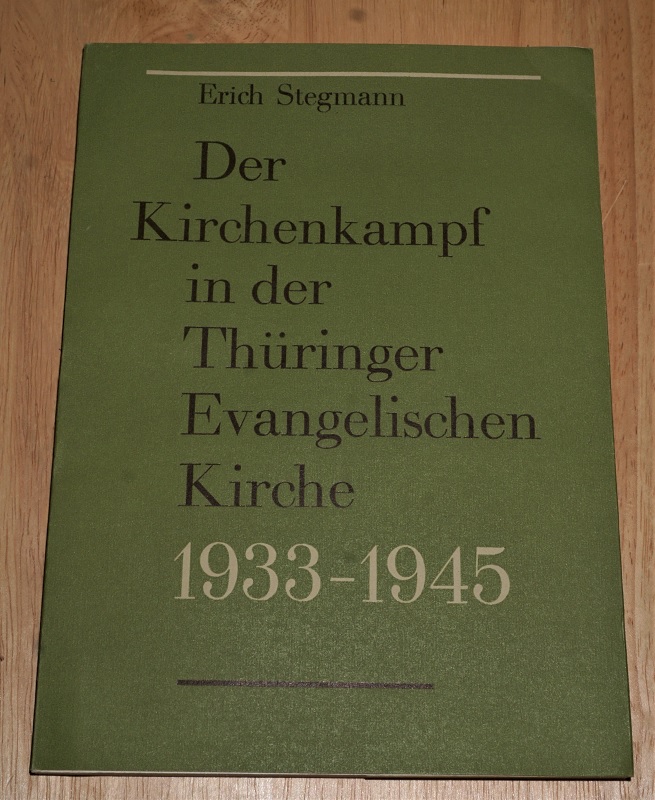 Erich Stegmann
Der
Kirchenkampf
in der
Thüringer
Evangelischen
Kirche
1933-1945